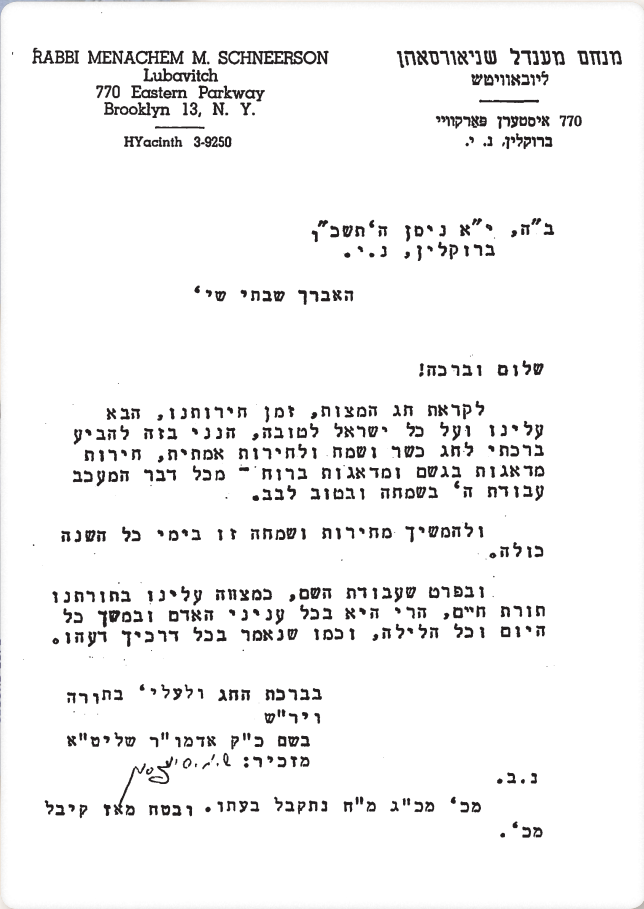 RABBI MENACHEM M. SCHNEERSON
Lubavitch
770 Eastern Parkway
Brooklyn 13, N. Y.
HYacinth 3-9250
מנחם מענדל שניאורסאהן
ליובאוויטש
770 איסטערן פארקוויי
ברוקלין, נ. י.
ב"ה, י"א ניסן ה'תשכ"ו
ברוקלין, נ.י.
האברך שבתי שי'
שלום וברכה!
לקראת חג המצות, זמן חירותנו, הבא
עלינו ועל כל ישראל לטובה, הנני בזה להביע
ברכתי לחג כשר ושמח ולחירות אמתית, חירות
מדאגות בגשם ומדאגות ברוח - מכל דבר המעכב
עבודת ה' בשמחה ובטוב לבב.
ולהמשיך מחירות ושמחה זו בימי כל השנה
כולה.
ובפרט שעבודת השם, כמצווה עלינו בתורתנו
תורת חיים, הרי היא בכל עניני האדם ובמשך כל
היום וכל הלילה, וכמו שנאמר בכל דרכיך דעהו.
בברכת החג ולעלי' בתורה
ויר"ש
בשם כ"ק אדמו"ר שליט"א
מזכיר:
נ.ב.
מכ' מכ"ג מ"ח נתקבל בעתו. ובטח מאז קיבל
מכ'.